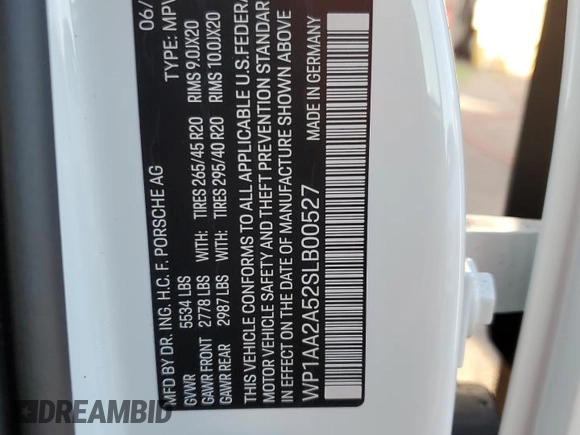 MFD BY DR. ING. H.C. F. PORSCHE AG 06/
GVWR 5534 LBS TYPE: MPV
GAWR FRONT 2778 LBS WITH: TIRES 265/45 R20 RIMS 9.0JX20
GAWR REAR 2987 LBS WITH: TIRES 295/40 R20 RIMS 10.0JX20
THIS VEHICLE CONFORMS TO ALL APPLICABLE U.S. FEDERA
MOTOR VEHICLE SAFETY AND THEFT PREVENTION STANDAR
IN EFFECT ON THE DATE OF MANUFACTURE SHOWN ABOVE
WP1AA2A52SLB00527 MADE IN GERMANY
DREAMBID